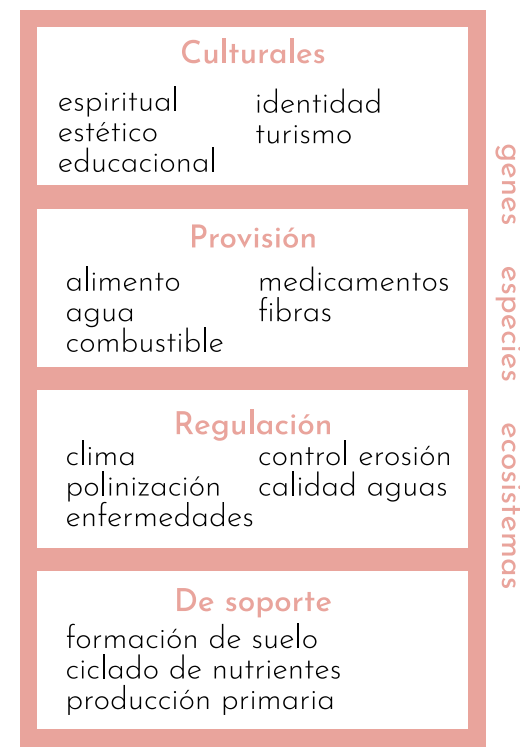 Culturales
espiritual
estético
educacional
identidad
turismo
Provisión
alimento
agua
combustible
medicamentos
fibras
Regulación
clima
polinización
enfermedades
control erosión
calidad aguas
De soporte
formación de suelo
ciclado de nutrientes
producción primaria
genes especies ecosistemas